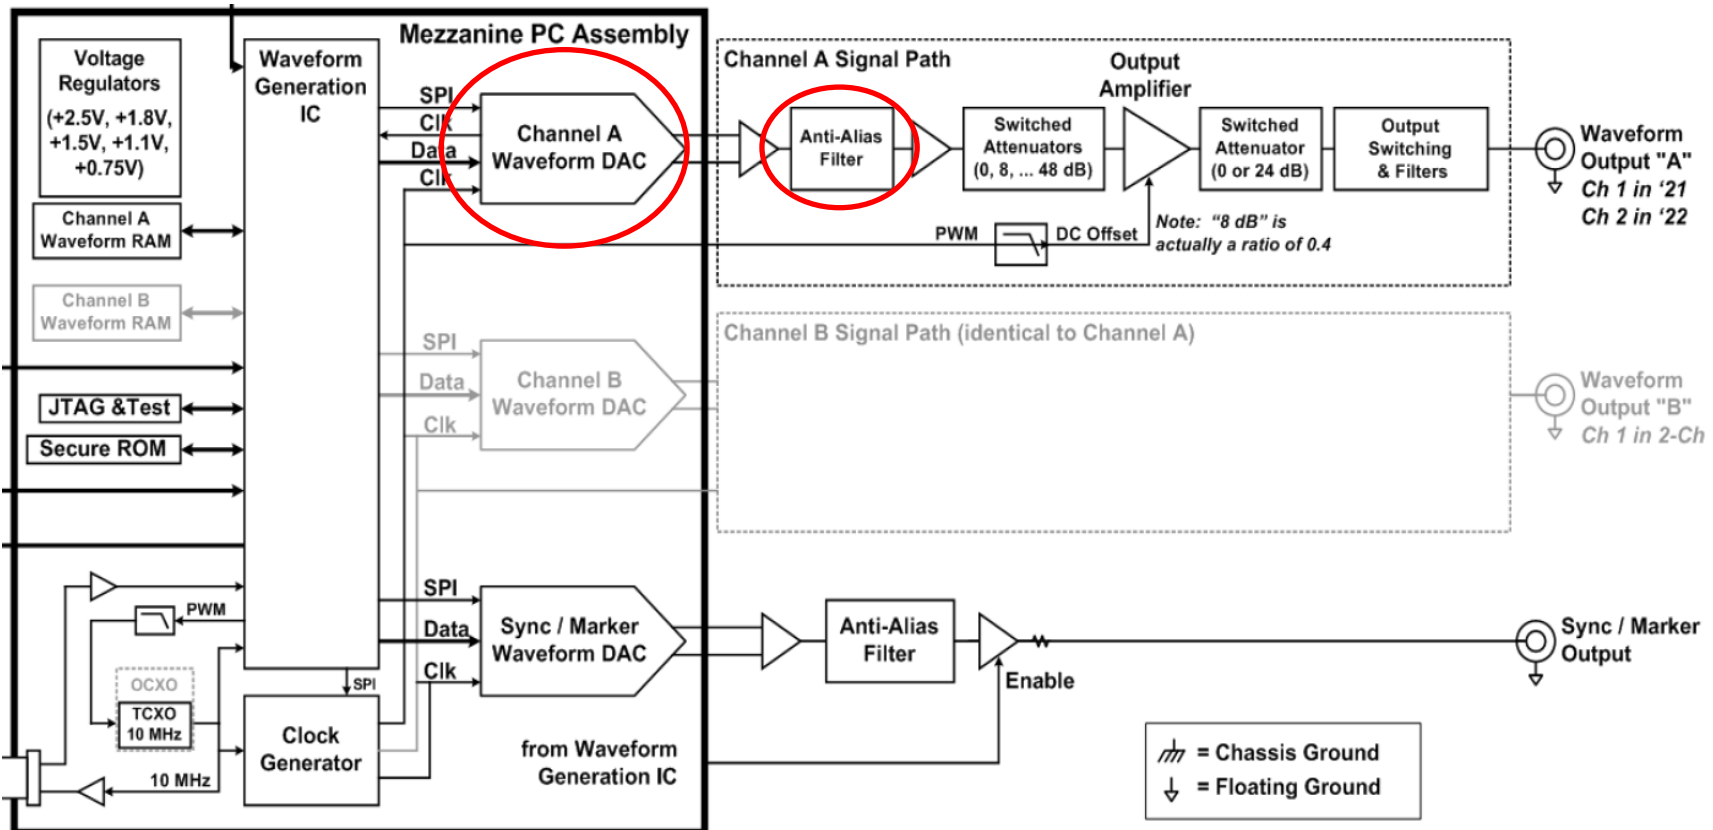 Mezzanine PC Assembly
Voltage
Regulators
(+2.5V, +1.8V,
+1.5V, +1.1V,
+0.75V)
Waveform
Generation
IC
Channel A
Waveform RAM
Channel B
Waveform RAM
JTAG &Test
Secure ROM
PWM
OCXO
TCXO
10 MHz
10 MHz
SPI
Clock
Generator
SPI
Clk
Data
Clk
Channel A
Waveform DAC
SPI
Data
Clk
Channel B
Waveform DAC
SPI
Data
Clk
Sync / Marker
Waveform DAC
from Waveform
Generation IC
Channel A Signal Path
Anti-Alias
Filter
Switched
Attenuators
(0, 8, ... 48 dB)
Output
Amplifier
Switched
Attenuator
(0 or 24 dB)
Output
Switching
& Filters
PWM
DC Offset
Note: “8 dB” is
actually a ratio of 0.4
Waveform
Output "A"
Ch 1 in ‘21
Ch 2 in ‘22
Channel B Signal Path (identical to Channel A)
Waveform
Output "B"
Ch 1 in 2-Ch
Anti-Alias
Filter
Enable
Sync / Marker
Output
= Chassis Ground
= Floating Ground